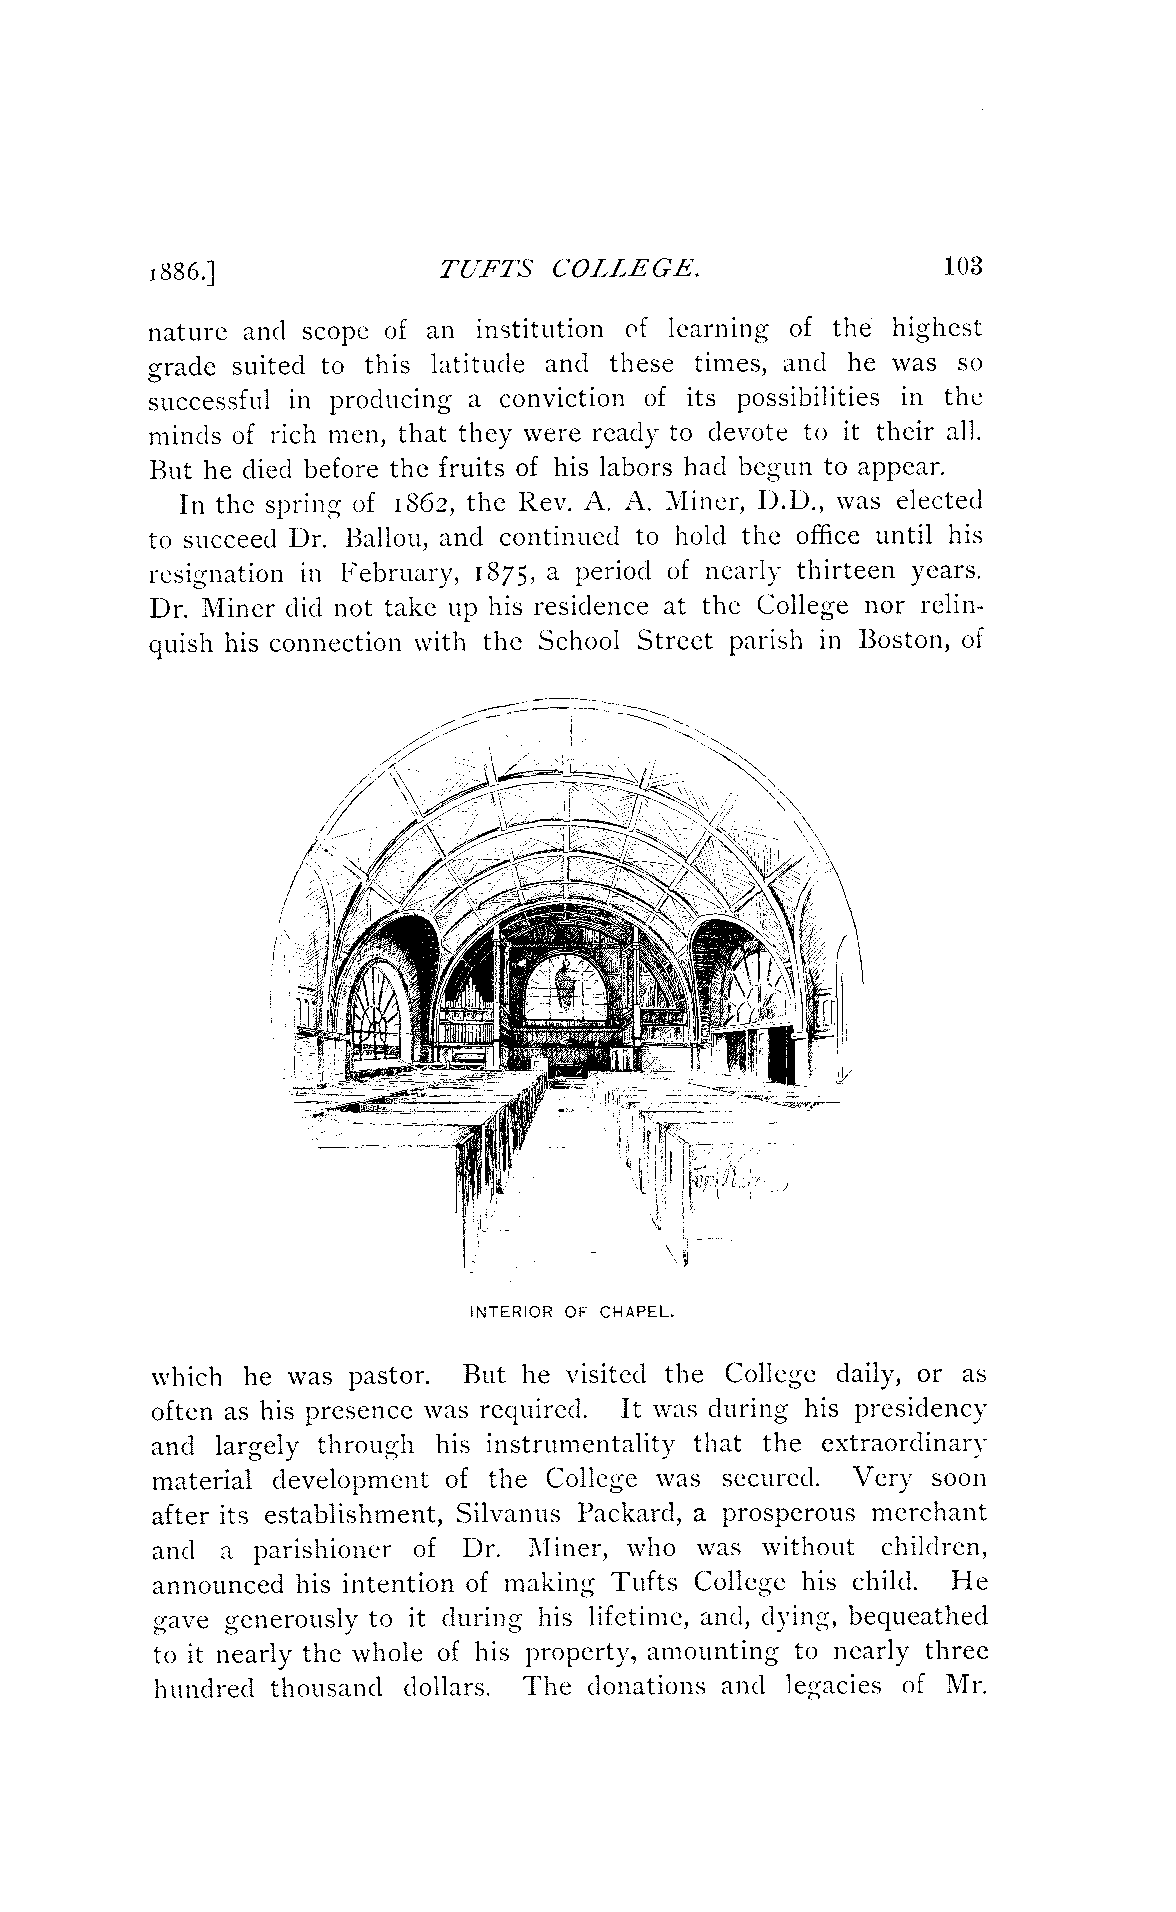 1886.] TUFTS COLLEGE. 103
nature and scope of an institution of learning of the highest
grade suited to this latitude and these times, and he was so
successful in producing a conviction of its possibilities in the
minds of rich men, that they were ready to devote to it their all.
But he died before the fruits of his labors had begun to appear.
In the spring of 1862, the Rev. A. A. Miner, D.D., was elected
to succeed Dr. Ballou, and continued to hold the office until his
resignation in February, 1875, a period of nearly thirteen years.
Dr. Miner did not take up his residence at the College nor relin-
quish his connection with the School Street parish in Boston, of
INTERIOR OF CHAPEL.
which he was pastor. But he visited the College daily, or as
often as his presence was required. It was during his presidency
and largely through his instrumentality that the extraordinary
material development of the College was secured. Very soon
after its establishment, Silvanus Packard, a prosperous merchant
and a parishioner of Dr. Miner, who was without children,
announced his intention of making Tufts College his child. He
gave generously to it during his lifetime, and, dying, bequeathed
to it nearly the whole of his property, amounting to nearly three
hundred thousand dollars. The donations and legacies of Mr.